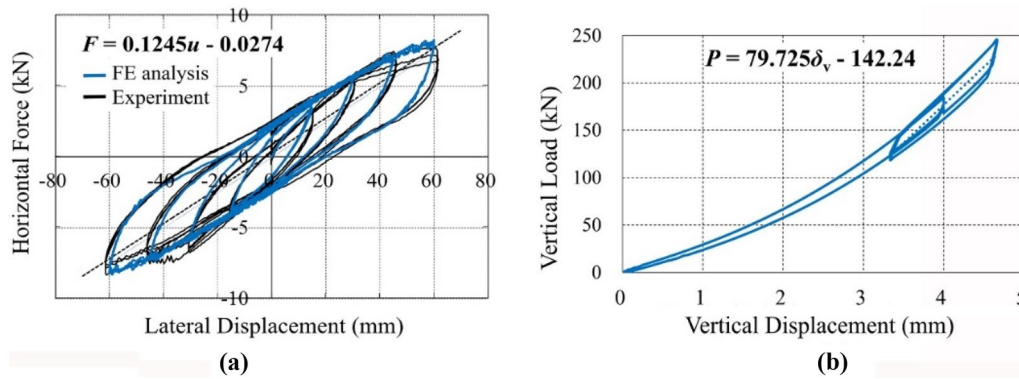 F = 0.1245u - 0.0274
FE analysis
Experiment
Horizontal Force (kN)
10
5
0
-5
-10
-80 -60 -40 -20 0 20 40 60 80
Lateral Displacement (mm)
(a)
P = 79.725δv - 142.24
Vertical Load (kN)
250
200
150
100
50
0
0 1 2 3 4 5
Vertical Displacement (mm)
(b)